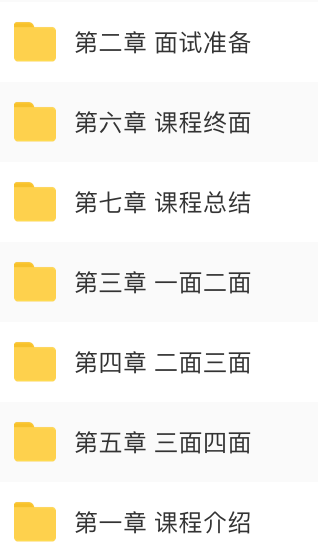 第二章 面试准备
第六章 课程终面
第七章 课程总结
第三章 一面二面
第四章 二面三面
第五章 三面四面
第一章 课程介绍